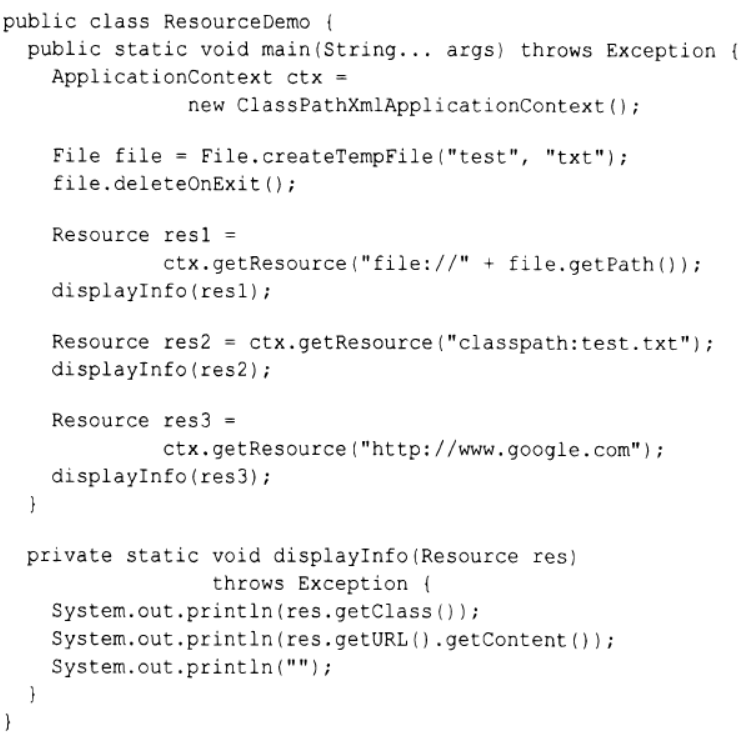 public class ResourceDemo {
  public static void main(String... args) throws Exception {
    ApplicationContext ctx =
               new ClassPathXmlApplicationContext();

    File file = File.createTempFile("test", "txt");
    file.deleteOnExit();

    Resource res1 =
             ctx.getResource("file://" + file.getPath());
    displayInfo(res1);

    Resource res2 = ctx.getResource("classpath:test.txt");
    displayInfo(res2);

    Resource res3 =
             ctx.getResource("http://www.google.com");
    displayInfo(res3);
  }

  private static void displayInfo(Resource res)
                 throws Exception {
    System.out.println(res.getClass());
    System.out.println(res.getURL().getContent());
    System.out.println("");
  }
}